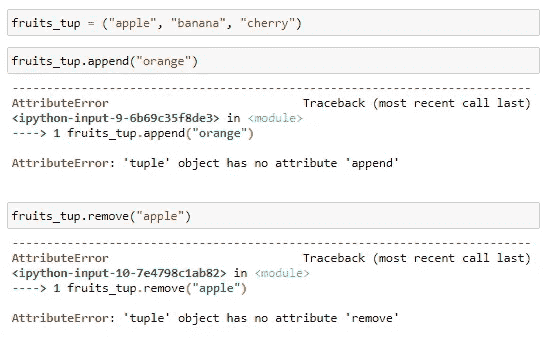 fruits_tup = ("apple", "banana", "cherry")
fruits_tup.append("orange")
---------------------------------------------------------------------------
AttributeError                            Traceback (most recent call last)
<ipython-input-9-6b69c35f8de3> in <module>
----> 1 fruits_tup.append("orange")
AttributeError: 'tuple' object has no attribute 'append'
fruits_tup.remove("apple")
---------------------------------------------------------------------------
AttributeError                            Traceback (most recent call last)
<ipython-input-10-7e4798c1ab82> in <module>
----> 1 fruits_tup.remove("apple")
AttributeError: 'tuple' object has no attribute 'remove'